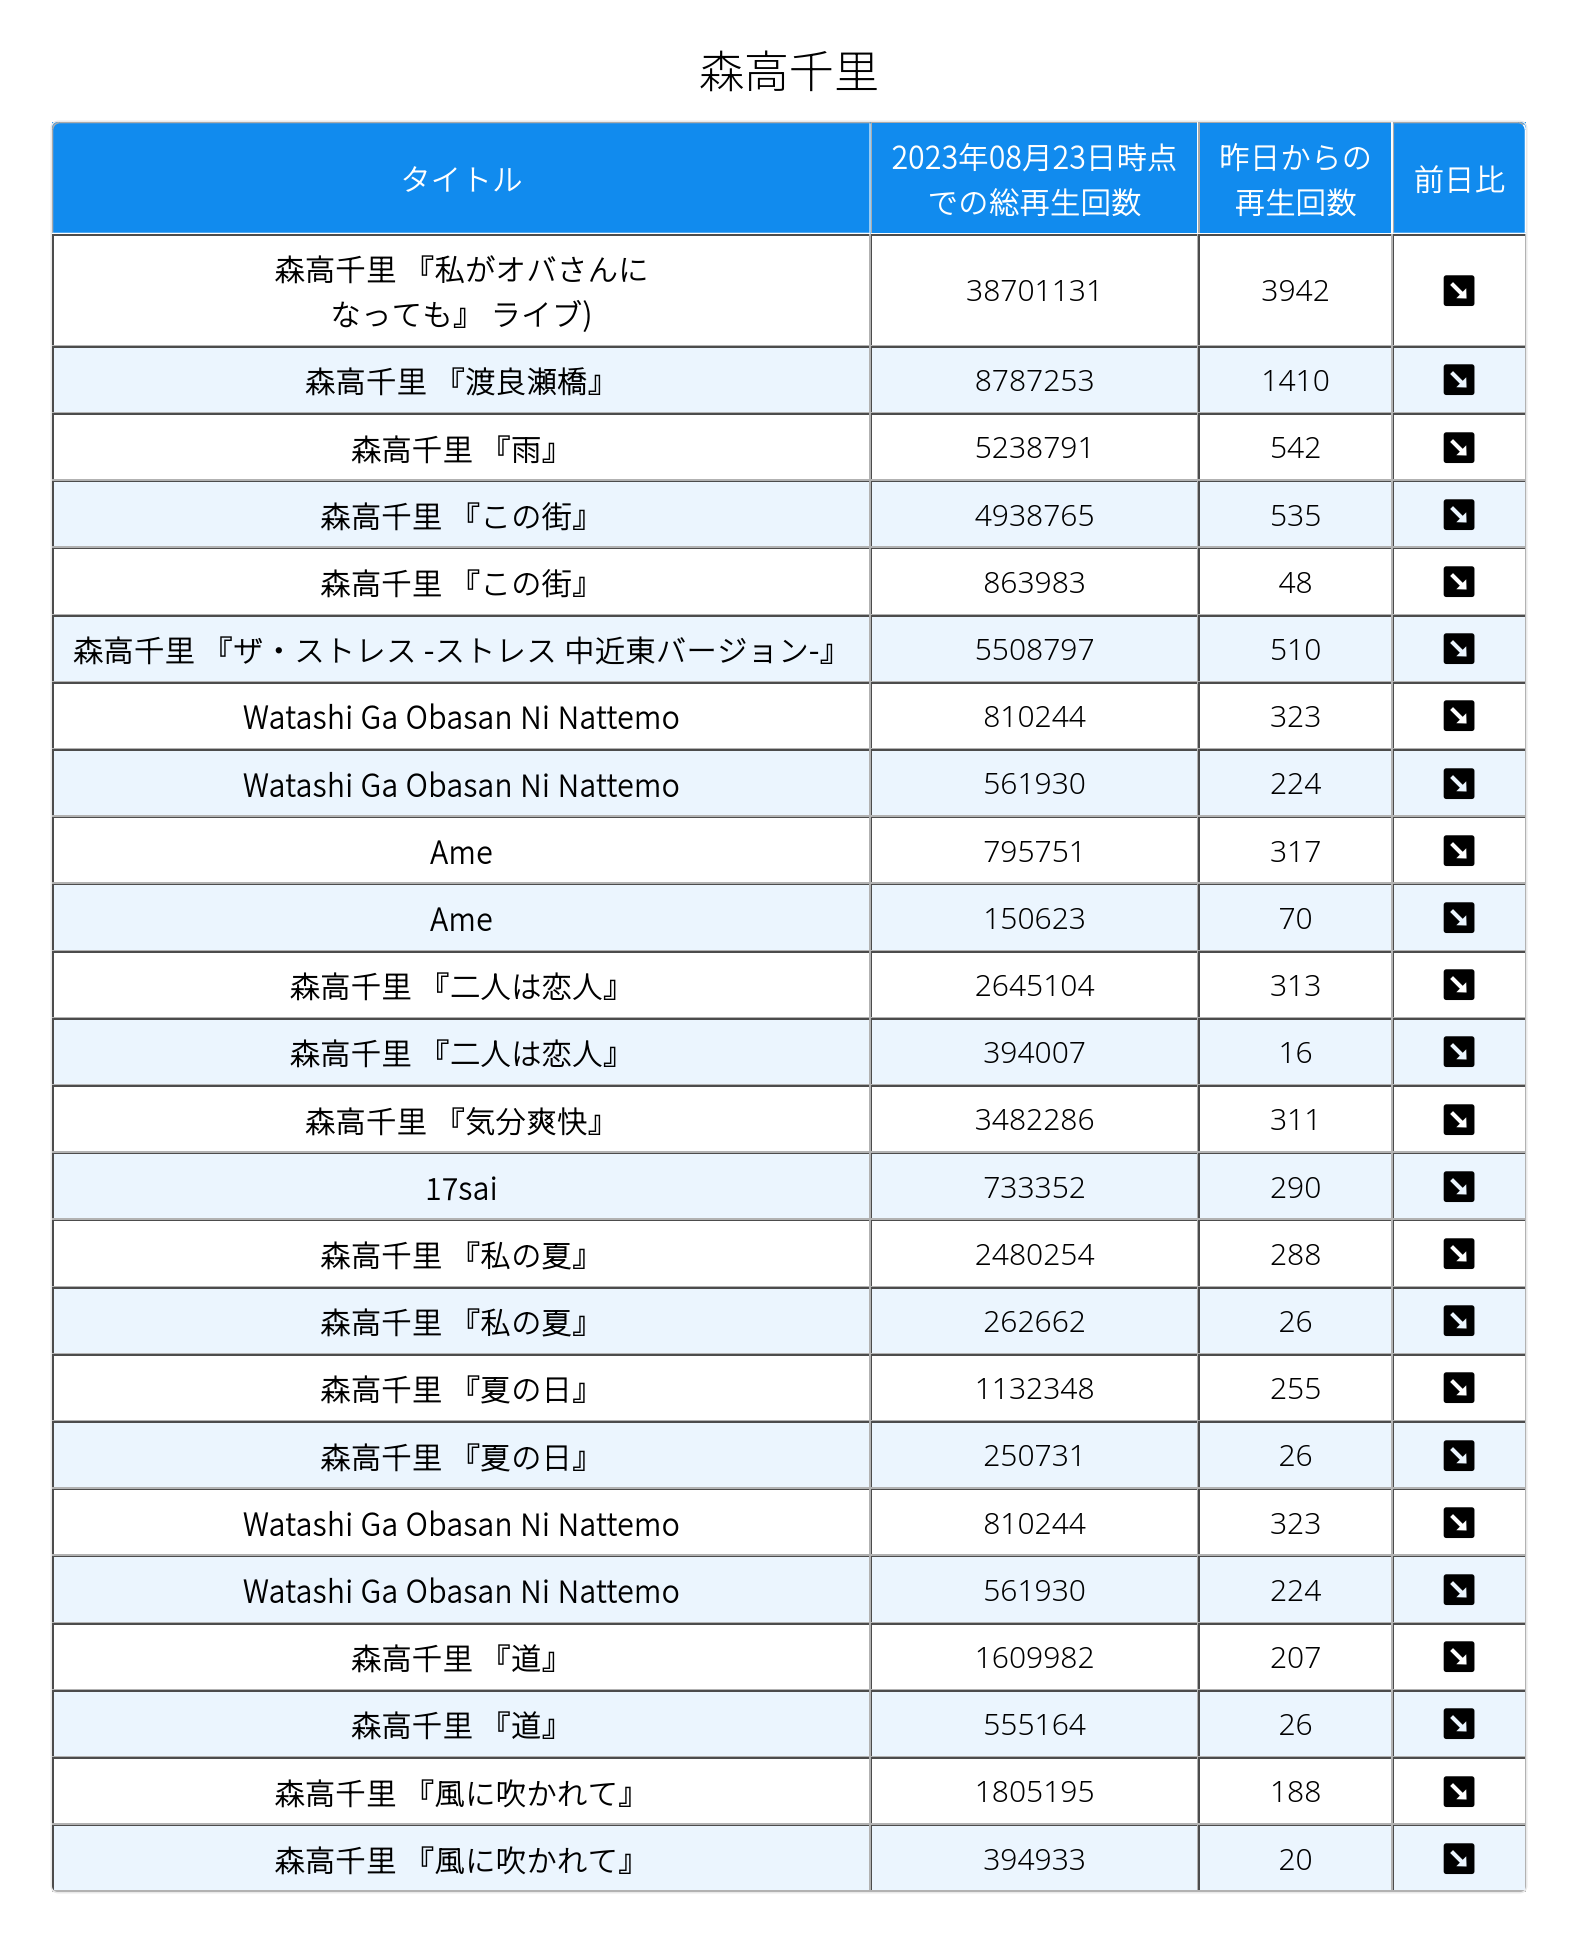 森高千里
タイトル
2023年08月23日時点
での総再生回数
昨日からの
再生回数
前日比
森高千里 『私がオバさんに
なっても』 ライブ)
38701131 3942
森高千里 『渡良瀬橋』 8787253 1410
森高千里 『雨』 5238791 542
森高千里 『この街』 4938765 535
森高千里 『この街』 863983 48
森高千里 『ザ・ストレス -ストレス 中近東バージョン-』 5508797 510
Watashi Ga Obasan Ni Nattemo 810244 323
Watashi Ga Obasan Ni Nattemo 561930 224
Ame 795751 317
Ame 150623 70
森高千里 『二人は恋人』 2645104 313
森高千里 『二人は恋人』 394007 16
森高千里 『気分爽快』 3482286 311
17sai 733352 290
森高千里 『私の夏』 2480254 288
森高千里 『私の夏』 262662 26
森高千里 『夏の日』 1132348 255
森高千里 『夏の日』 250731 26
Watashi Ga Obasan Ni Nattemo 810244 323
Watashi Ga Obasan Ni Nattemo 561930 224
森高千里 『道』 1609982 207
森高千里 『道』 555164 26
森高千里 『風に吹かれて』 1805195 188
森高千里 『風に吹かれて』 394933 20